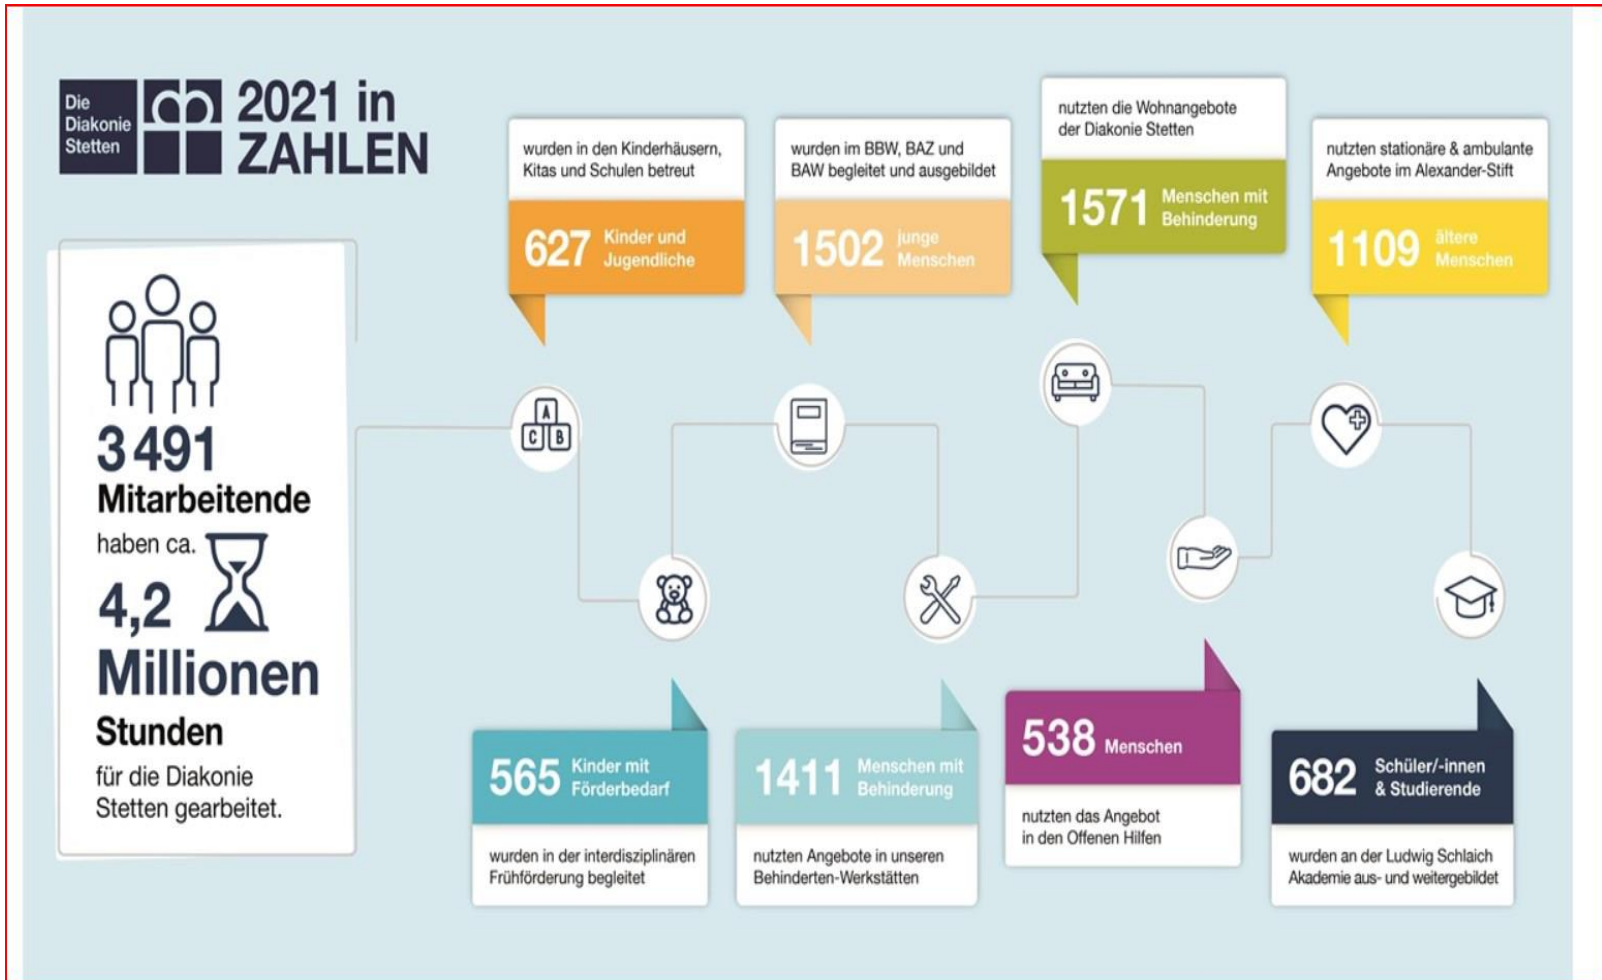 Die
Diakonie
Stetten
2021 in
ZAHLEN
3 491
Mitarbeitende
haben ca.
4,2
Millionen
Stunden
für die Diakonie
Stetten gearbeitet.
wurden in den Kinderhäusern,
Kitas und Schulen betreut
627 Kinder und
Jugendliche
wurden im BBW, BAZ und
BAW begleitet und ausgebildet
1502 junge
Menschen
nutzten die Wohnangebote
der Diakonie Stetten
1571 Menschen mit
Behinderung
nutzten stationäre & ambulante
Angebote im Alexander-Stift
1109 ältere
Menschen
A
C B
565 Kinder mit
Förderbedarf
wurden in der interdisziplinären
Frühförderung begleitet
1411 Menschen mit
Behinderung
nutzten Angebote in unseren
Behinderten-Werkstätten
538 Menschen
nutzten das Angebot
in den Offenen Hilfen
682 Schüler/-innen
& Studierende
wurden an der Ludwig Schlaich
Akademie aus- und weitergebildet